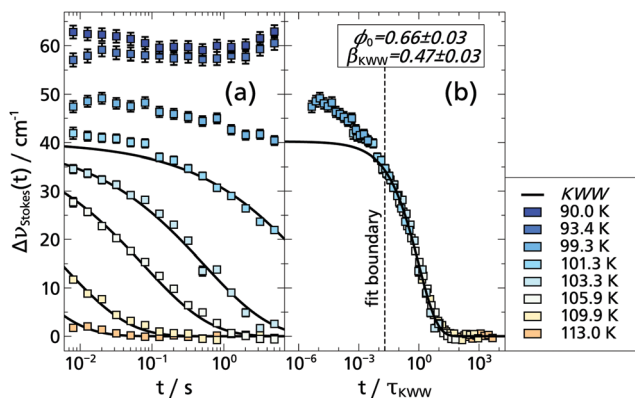 ϕ₀=0.66±0.03
β_KWW=0.47±0.03
(a)
(b)
60
50
40
30
20
10
0
Δν_Stokes(t) / cm⁻¹
fit boundary
10⁻² 10⁻¹ 10⁰
10⁻⁶ 10⁻³ 10⁰ 10³
t / s
t / τ_KWW
KWW
90.0 K
93.4 K
99.3 K
101.3 K
103.3 K
105.9 K
109.9 K
113.0 K